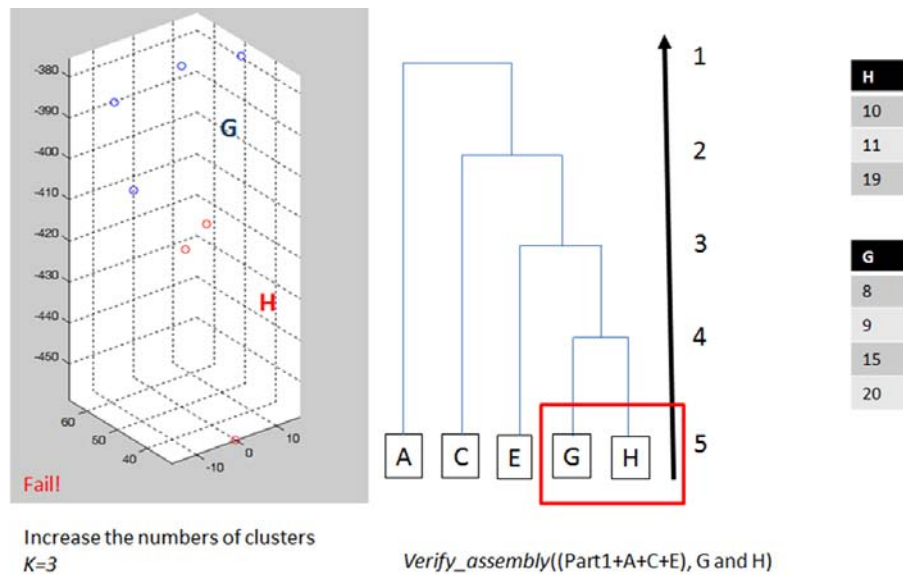 -380
-390
-400
-410
-420
-430
-440
-450
60
50
40
-10
0
10
G
H
Fail!
Increase the numbers of clusters
K=3
1
2
3
4
5
A C E G H
Verify_assembly((Part1+A+C+E), G and H)
H
10
11
19
G
8
9
15
20